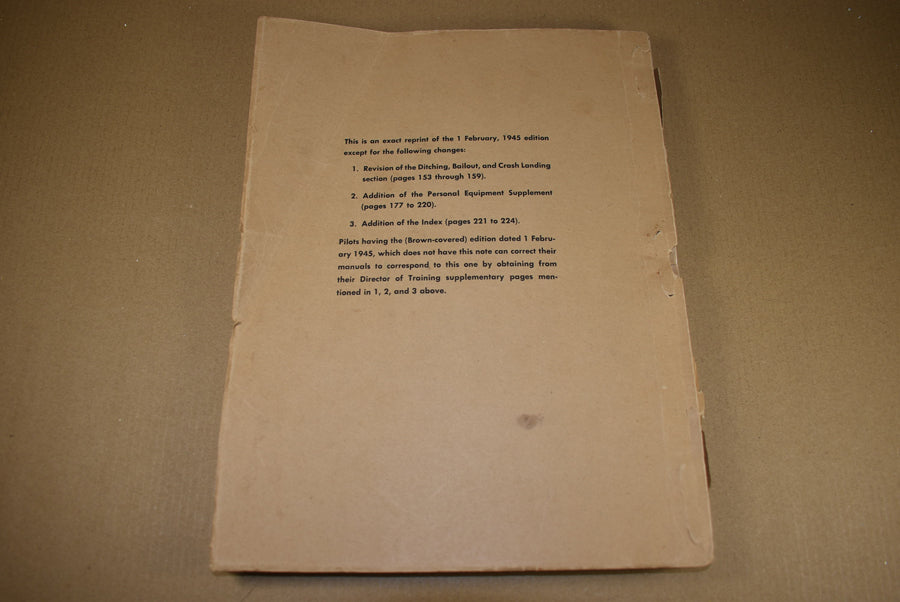 This is an exact reprint of the 1 February, 1945 edition
except for the following changes:
1. Revision of the Ditching, Bailout, and Crash Landing
section (pages 153 through 159).
2. Addition of the Personal Equipment Supplement
(pages 177 to 220).
3. Addition of the Index (pages 221 to 224).
Pilots having the (Brown-covered) edition dated 1 Febru-
ary 1945, which does not have this note can correct their
manuals to correspond to this one by obtaining from
their Director of Training supplementary pages men-
tioned in 1, 2, and 3 above.